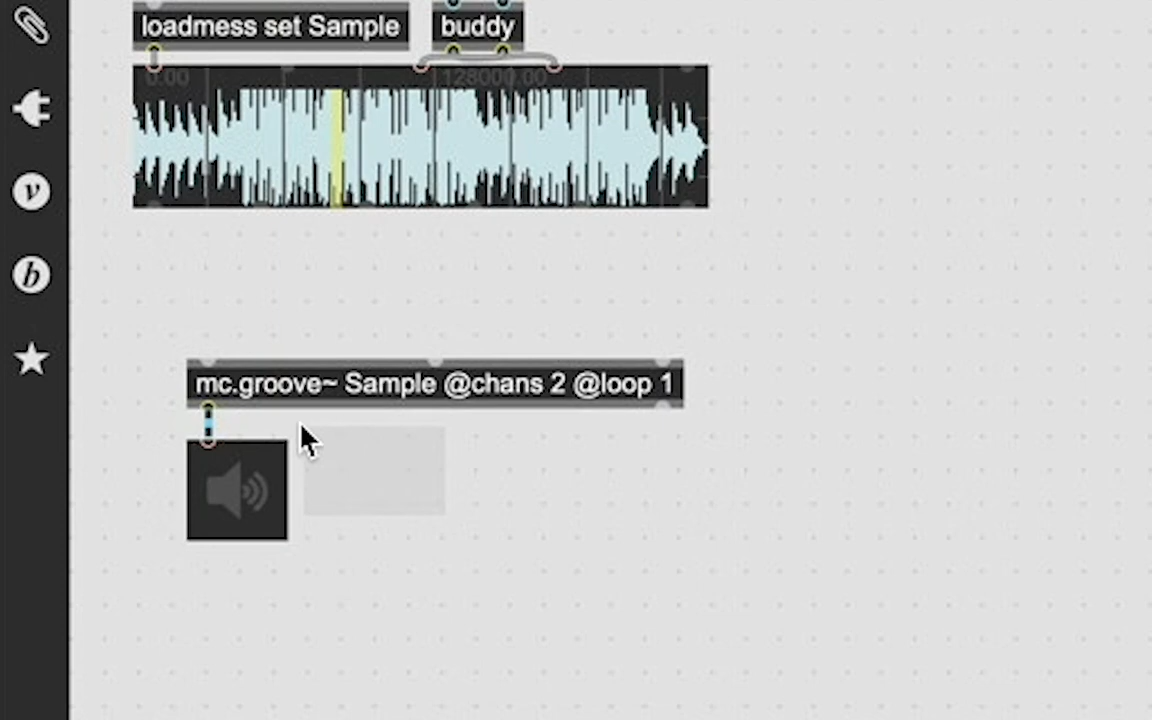 loadmess set Sample
buddy
0.00
128000.00
mc.groove~ Sample @chans 2 @loop 1
v
b